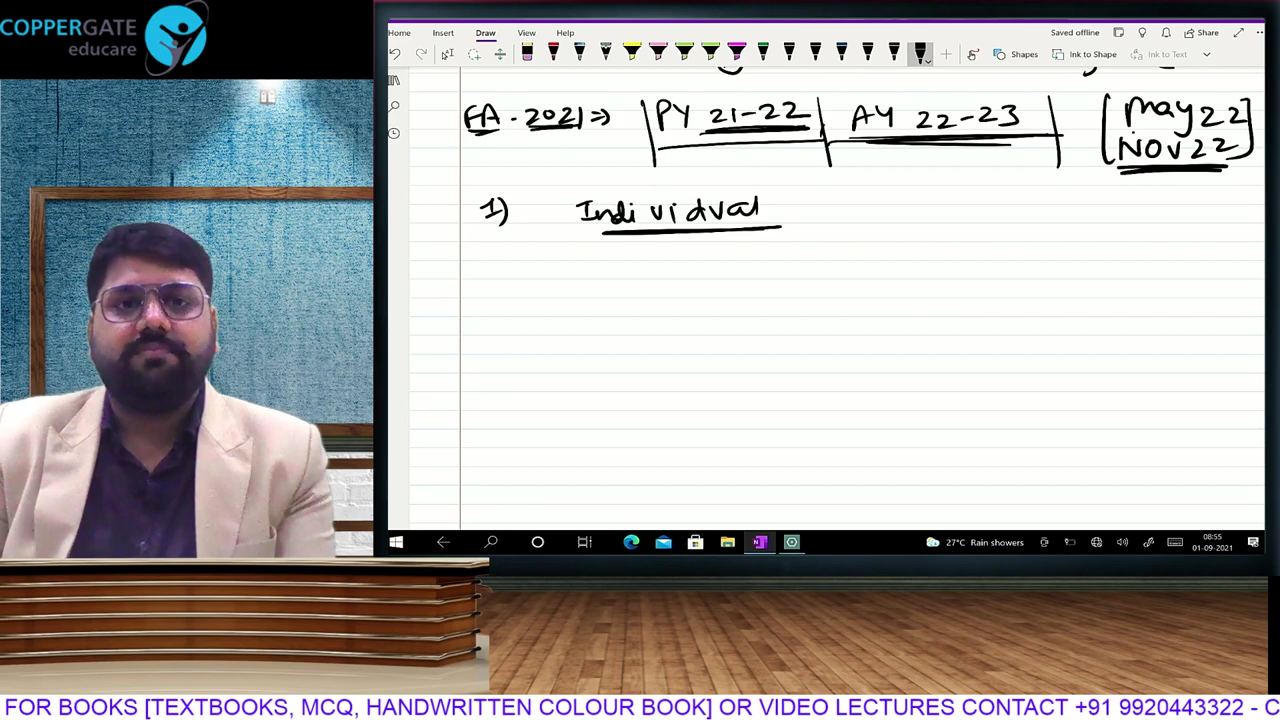 COPPERGATE
educare
Home Insert Draw View Help
Saved offline
Share
Shapes
Ink to Shape
Ink to Text
FA. 2021 ⇒ PY 21-22 AY 22-23 [May 22
Nov 22]
1) Individual
27°C Rain showers
08:55
01-09-2021
FOR BOOKS [TEXTBOOKS, MCQ, HANDWRITTEN COLOUR BOOK] OR VIDEO LECTURES CONTACT +91 9920443322 - C